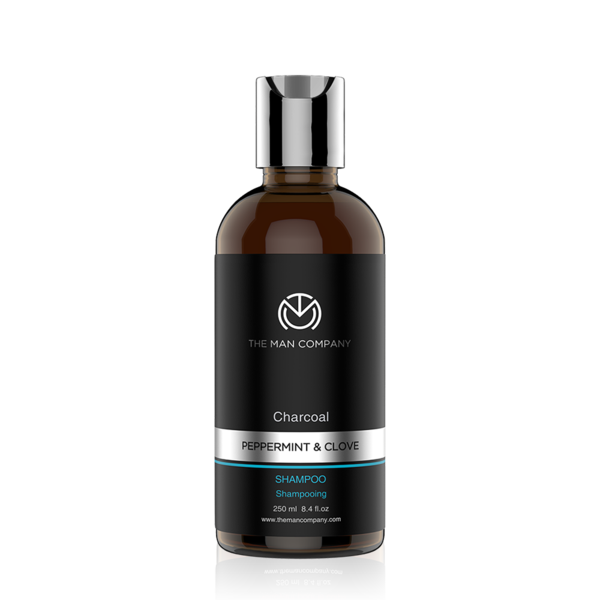 THE MAN COMPANY
Charcoal
PEPPERMINT & CLOVE
SHAMPOO
Shampooing
250 ml 8.4 fl.oz
www.themancompany.com